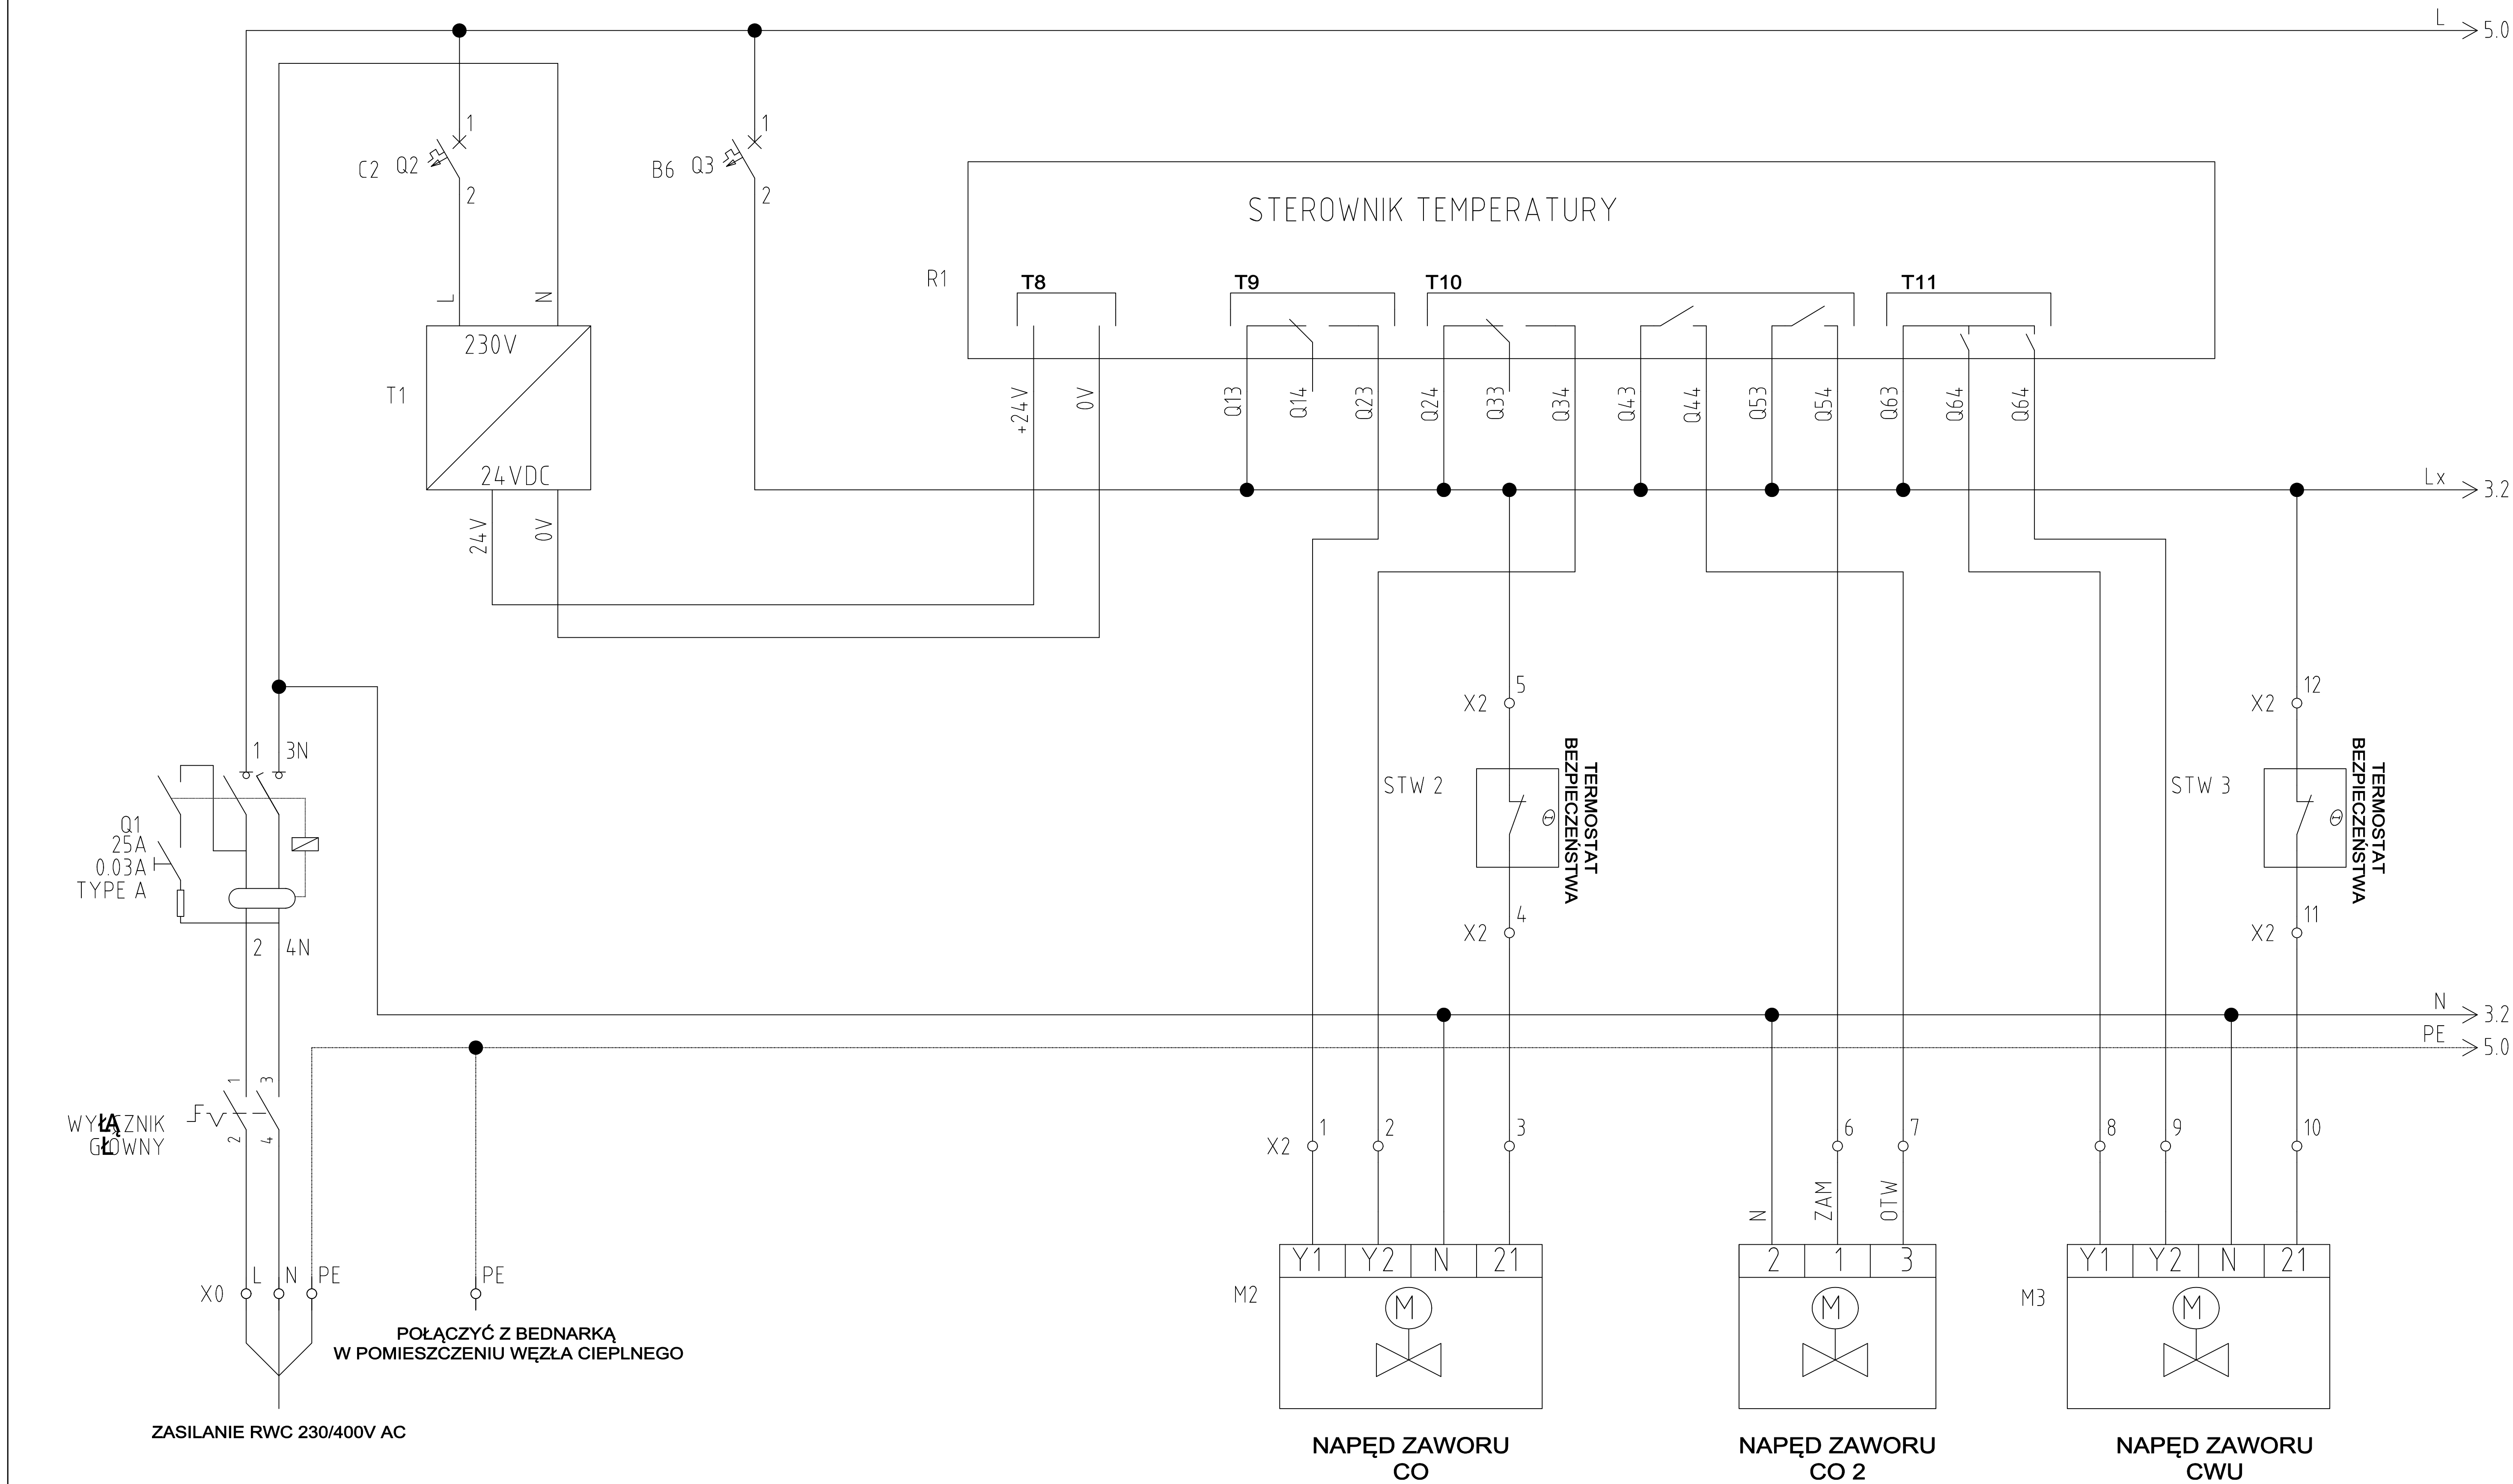 L
5.0
1
C2
Q2
2
1
B6
Q3
2
STEROWNIK TEMPERATURY
R1
T8
T9
T10
T11
L
N
230V
T1
24VDC
24V
0V
+24V
0V
Q13
Q14
Q23
Q24
Q33
Q34
Q43
Q44
Q53
Q54
Q63
Q64
Q64
Lx
3.2
5
X2
12
X2
1
3N
STW 2
TERMOSTAT
BEZPIECZEŃSTWA
STW 3
TERMOSTAT
BEZPIECZEŃSTWA
Q1
25A
0.03A
TYPE A
2
4N
4
X2
11
X2
N
3.2
PE
5.0
1
3
WYŁĄCZNIK
GŁÓWNY
2
4
X2
1
2
3
6
7
8
9
10
N
ZAM
OTW
X0
L
N
PE
PE
Y1
Y2
N
21
2
1
3
Y1
Y2
N
21
M2
M
M
M3
M
POŁĄCZYĆ Z BEDNARKĄ
W POMIESZCZENIU WĘZŁA CIEPLNEGO
ZASILANIE RWC 230/400V AC
NAPĘD ZAWORU
CO
NAPĘD ZAWORU
CO 2
NAPĘD ZAWORU
CWU